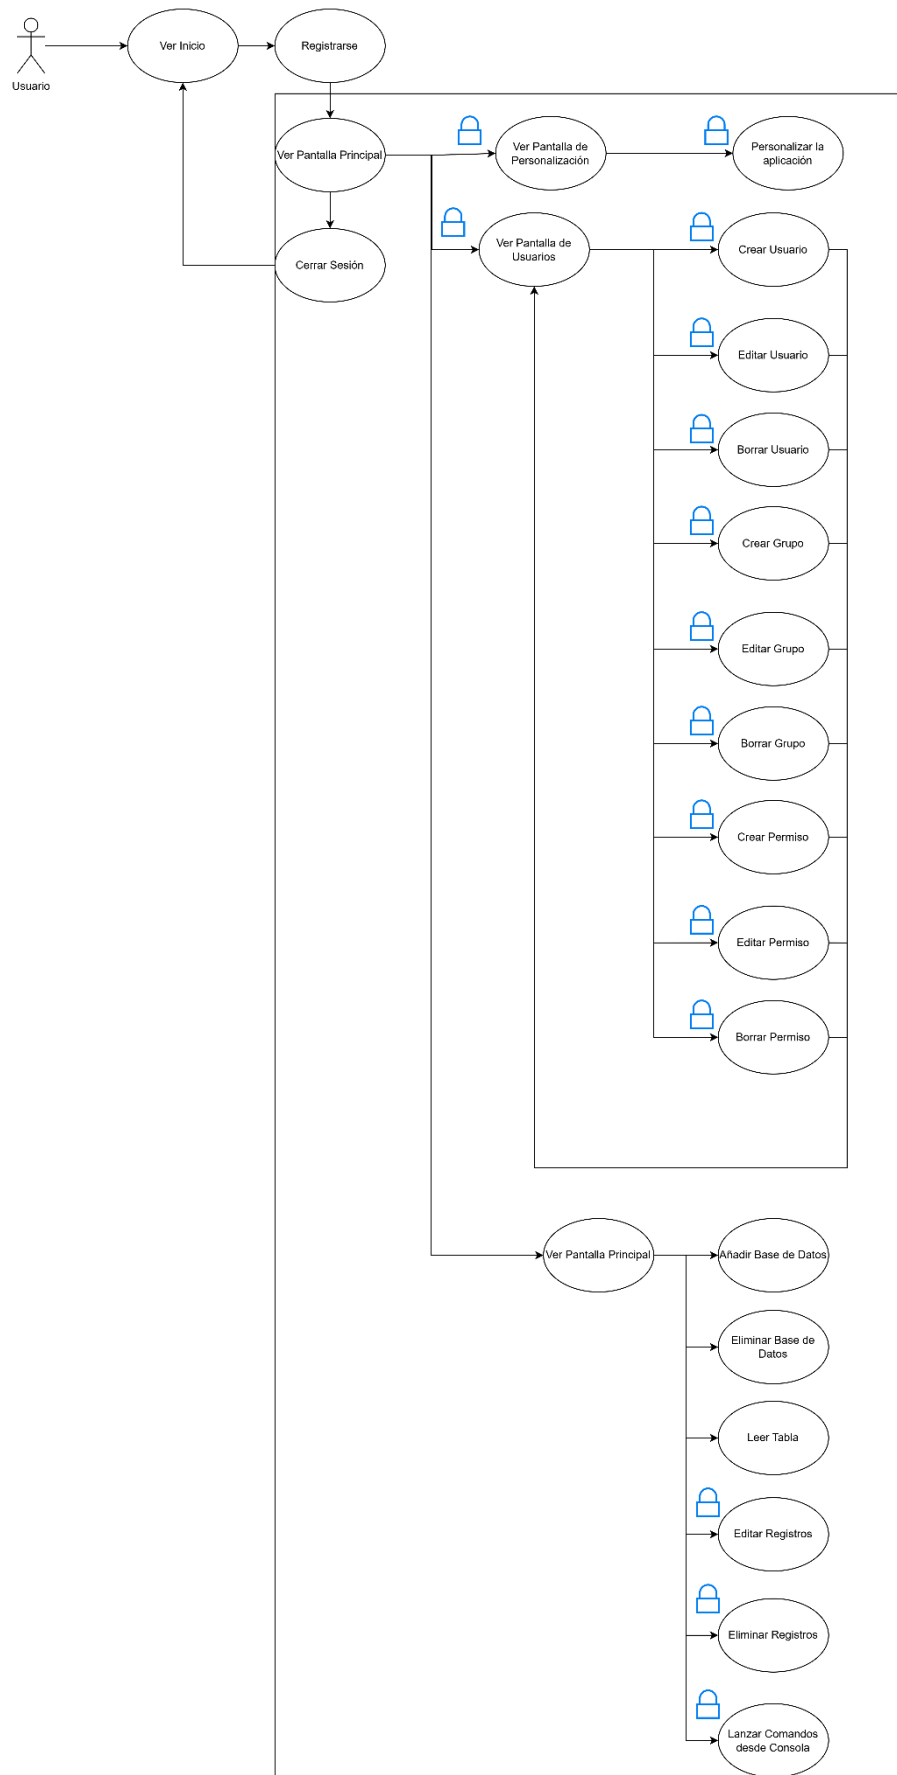 Usuario
Ver Inicio
Registrarse
Ver Pantalla Principal
Ver Pantalla de
Personalización
Personalizar la
aplicación
Cerrar Sesión
Ver Pantalla de
Usuarios
Crear Usuario
Editar Usuario
Borrar Usuario
Crear Grupo
Editar Grupo
Borrar Grupo
Crear Permiso
Editar Permiso
Borrar Permiso
Ver Pantalla Principal
Añadir Base de Datos
Eliminar Base de
Datos
Leer Tabla
Editar Registros
Eliminar Registros
Lanzar Comandos
desde Consola